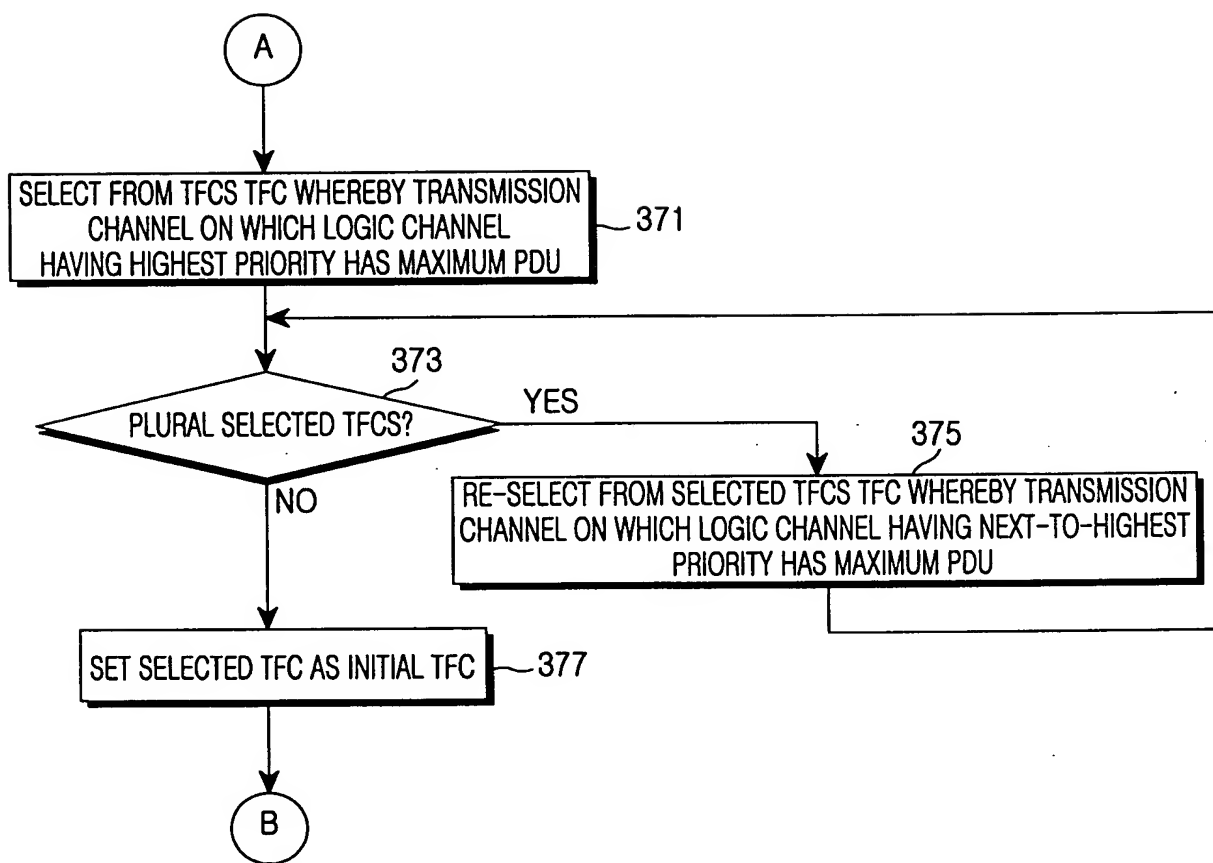 A
SELECT FROM TFCS TFC WHEREBY TRANSMISSION
CHANNEL ON WHICH LOGIC CHANNEL
HAVING HIGHEST PRIORITY HAS MAXIMUM PDU
371
373
PLURAL SELECTED TFCS?
YES
NO
375
RE-SELECT FROM SELECTED TFCS TFC WHEREBY TRANSMISSION
CHANNEL ON WHICH LOGIC CHANNEL HAVING NEXT-TO-HIGHEST
PRIORITY HAS MAXIMUM PDU
SET SELECTED TFC AS INITIAL TFC
377
B